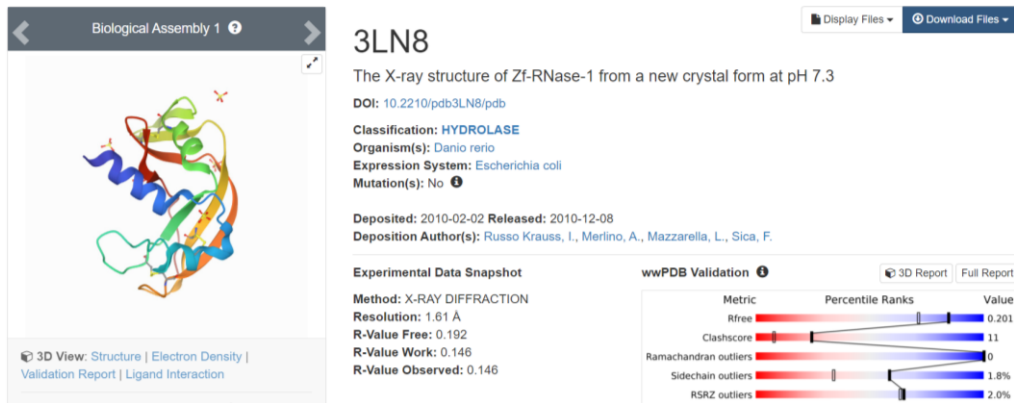 Biological Assembly 1
Display Files
Download Files
3LN8
The X-ray structure of Zf-RNase-1 from a new crystal form at pH 7.3
DOI: 10.2210/pdb3LN8/pdb
Classification: HYDROLASE
Organism(s): Danio rerio
Expression System: Escherichia coli
Mutation(s): No
Deposited: 2010-02-02 Released: 2010-12-08
Deposition Author(s): Russo Krauss, I., Merlino, A., Mazzarella, L., Sica, F.
Experimental Data Snapshot
Method: X-RAY DIFFRACTION
Resolution: 1.61 Å
R-Value Free: 0.192
R-Value Work: 0.146
R-Value Observed: 0.146
wwPDB Validation
3D Report
Full Report
Metric Percentile Ranks Value
Rfree 0.201
Clashscore 11
Ramachandran outliers 0
Sidechain outliers 1.8%
RSRZ outliers 2.0%
3D View: Structure | Electron Density |
Validation Report | Ligand Interaction